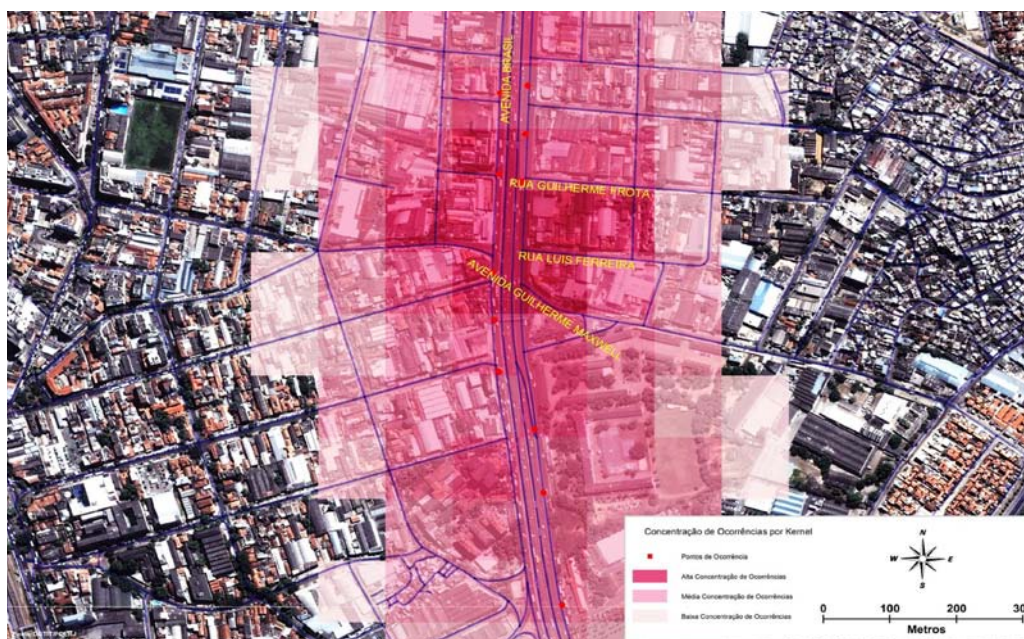 AVENIDA BRASIL
RUA GUILHERME FROTA
RUA LUIS FERREIRA
AVENIDA GUILHERME MAXWELL
Concentração de Ocorrências por Kernel
Pontos de Ocorrência
Alta Concentração de Ocorrências
Média Concentração de Ocorrências
Baixa Concentração de Ocorrências
N
W E
S
0 100 200 300
Metros